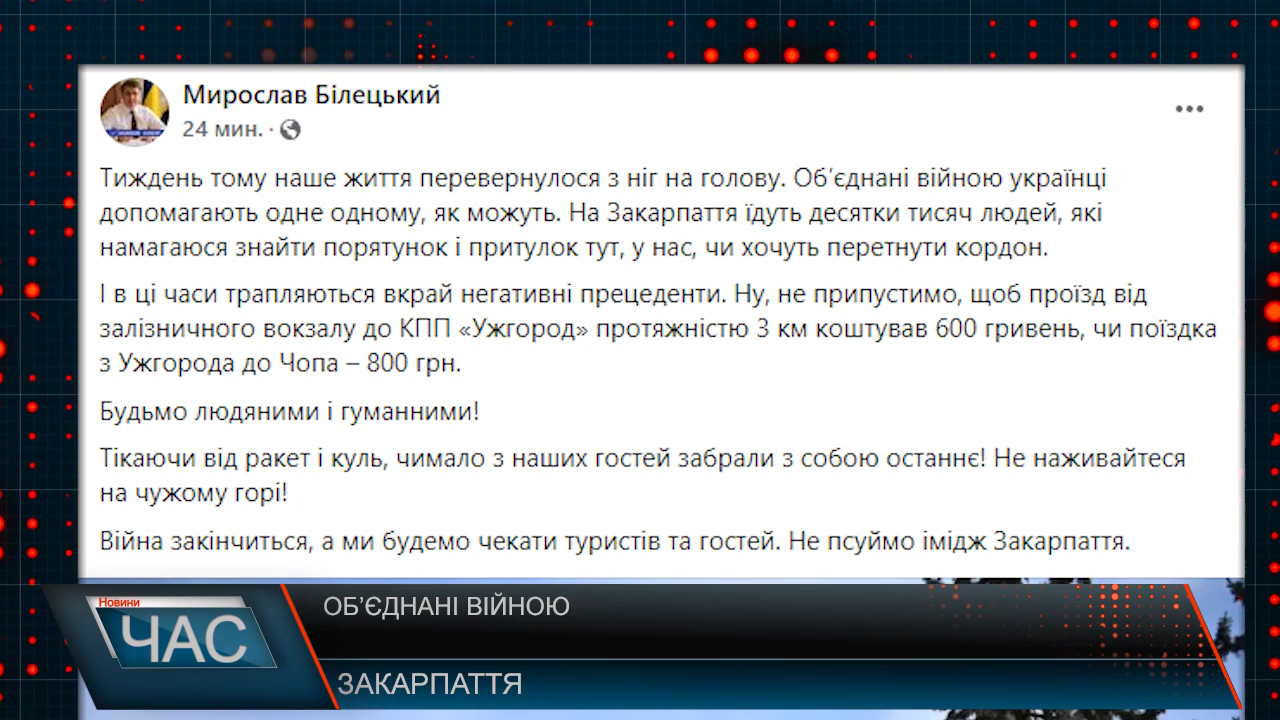 Мирослав Білецький
24 мин. ·
Тиждень тому наше життя перевернулося з ніг на голову. Об’єднані війною українці
допомагають одне одному, як можуть. На Закарпаття їдуть десятки тисяч людей, які
намагаюся знайти порятунок і притулок тут, у нас, чи хочуть перетнути кордон.
І в ці часи трапляються вкрай негативні прецеденти. Ну, не припустимо, щоб проїзд від
залізничного вокзалу до КПП «Ужгород» протяжністю 3 км коштував 600 гривень, чи поїздка
з Ужгорода до Чопа – 800 грн.
Будьмо людяними і гуманними!
Тікаючи від ракет і куль, чимало з наших гостей забрали з собою останнє! Не наживайтеся
на чужому горі!
Війна закінчиться, а ми будемо чекати туристів та гостей. Не псуймо імідж Закарпаття.
Новини
ЧАС
ОБ’ЄДНАНІ ВІЙНОЮ
ЗАКАРПАТТЯ